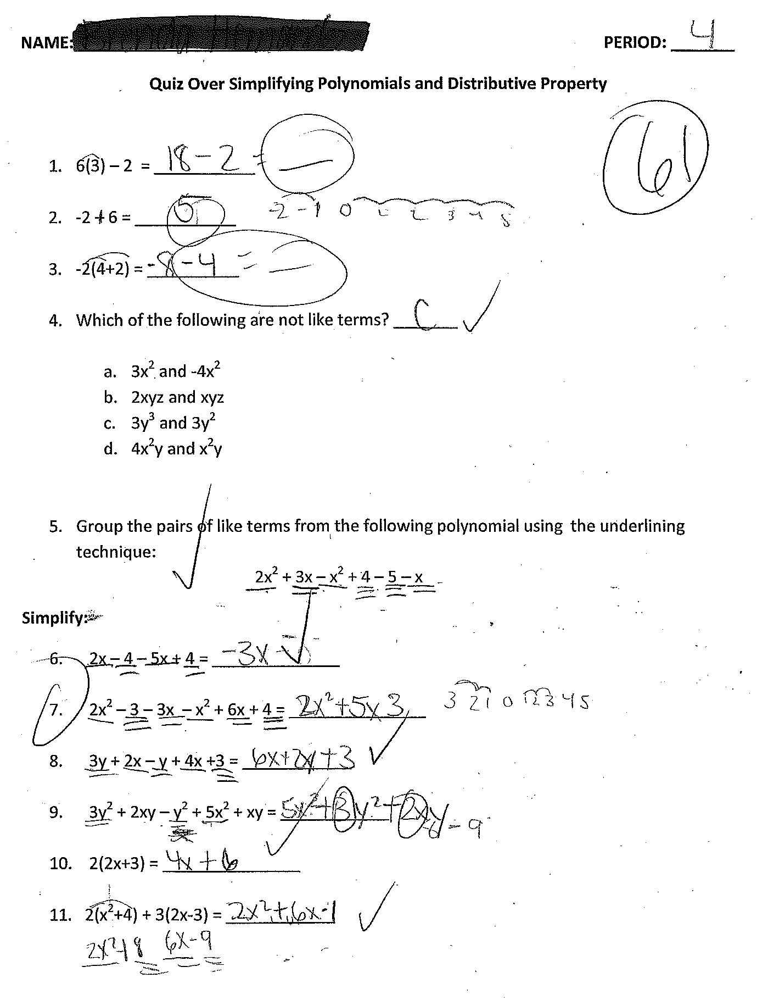 NAME:
PERIOD: 4
Quiz Over Simplifying Polynomials and Distributive Property
61
1. 6(3) – 2 = 18 - 2 =
2. -2 + 6 = 5 -2 -1 0 1 2 3 4 5
3. -2(4+2) = -8 - 4 =
4. Which of the following are not like terms? C
a. 3x² and -4x²
b. 2xyz and xyz
c. 3y³ and 3y²
d. 4x²y and x²y
5. Group the pairs of like terms from the following polynomial using the underlining
technique:
2x² + 3x – x² + 4 – 5 – x
Simplify:
6. 2x – 4 – 5x + 4 = -3x
7. 2x² – 3 – 3x – x² + 6x + 4 = 2x²+5x 3 3 2 1 0 1 2 3 4 5
8. 3y + 2x – y + 4x +3 = 6x+2y+3
9. 3y² + 2xy – y² + 5x² + xy = 5x²+3y²+2xy - 9
10. 2(2x+3) = 4x + 6
11. 2(x²+4) + 3(2x-3) = 2x²+6x-1
2x²+8 6x-9